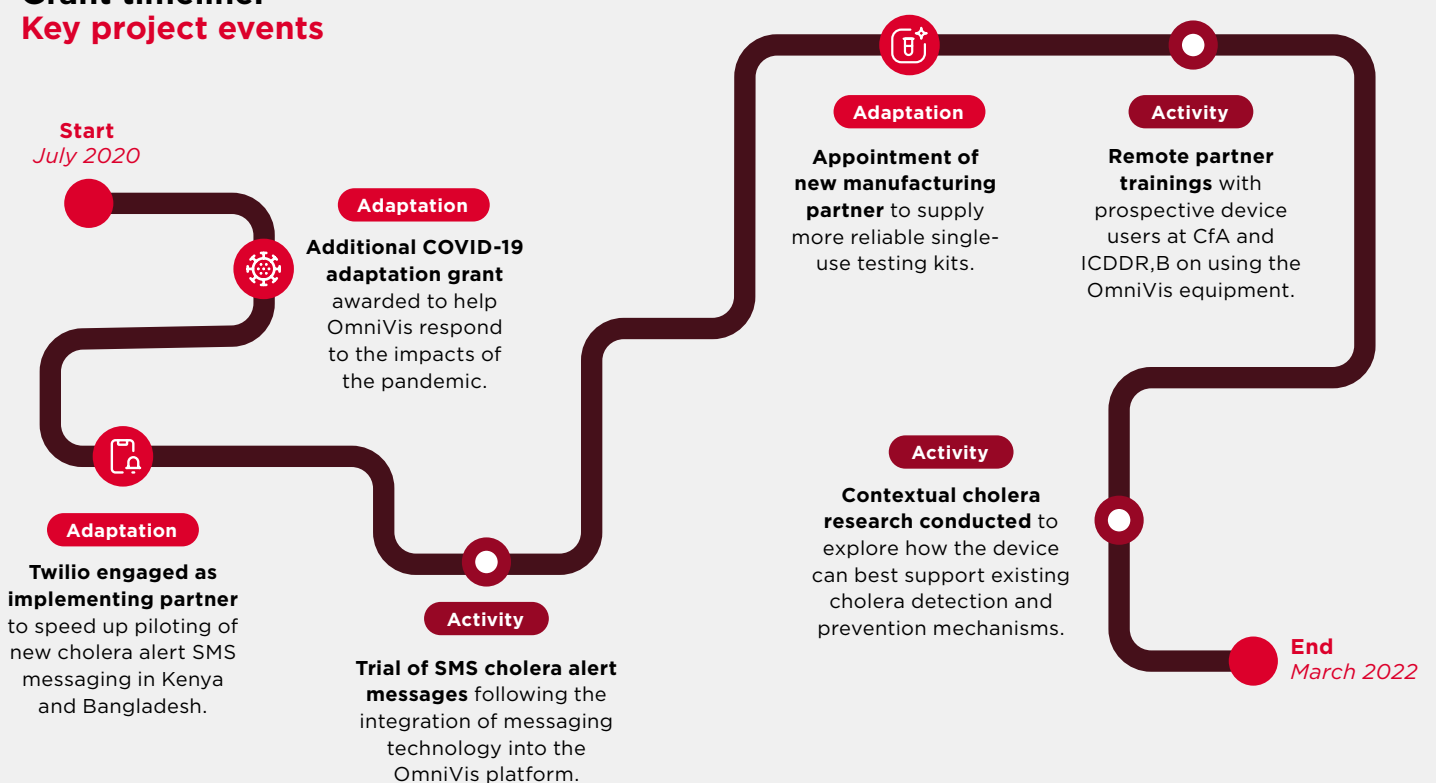 Grant timeline:
Key project events
Start
July 2020
Adaptation
Additional COVID-19
adaptation grant
awarded to help
OmniVis respond
to the impacts of
the pandemic.
Adaptation
Twilio engaged as
implementing partner
to speed up piloting of
new cholera alert SMS
messaging in Kenya
and Bangladesh.
Activity
Trial of SMS cholera alert
messages following the
integration of messaging
technology into the
OmniVis platform.
Adaptation
Appointment of
new manufacturing
partner to supply
more reliable single-
use testing kits.
Activity
Remote partner
trainings with
prospective device
users at CfA and
ICDDR,B on using the
OmniVis equipment.
Activity
Contextual cholera
research conducted to
explore how the device
can best support existing
cholera detection and
prevention mechanisms.
End
March 2022